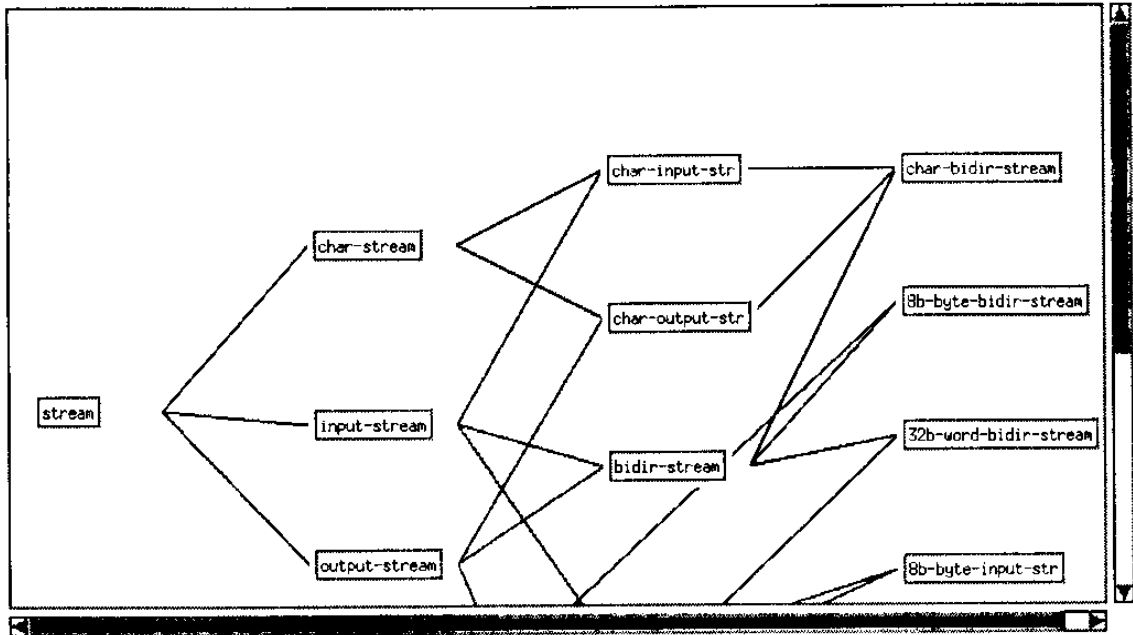 stream
char-stream
input-stream
output-stream
char-input-str
char-output-str
bidir-stream
char-bidir-stream
8b-byte-bidir-stream
32b-word-bidir-stream
8b-byte-input-str